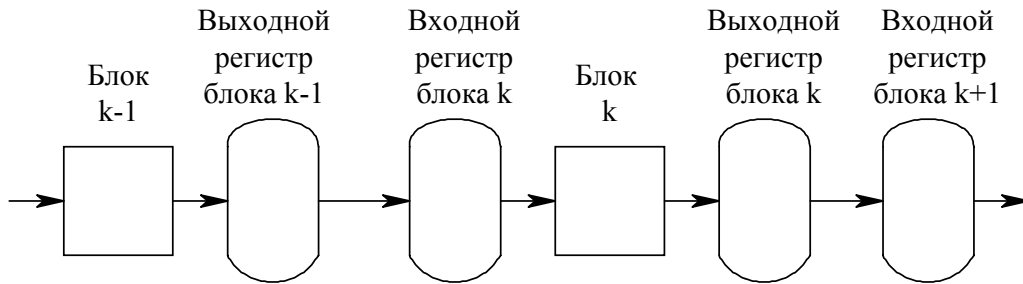 Блок
k-1
Выходной
регистр
блока k-1
Входной
регистр
блока k
Блок
k
Выходной
регистр
блока k
Входной
регистр
блока k+1